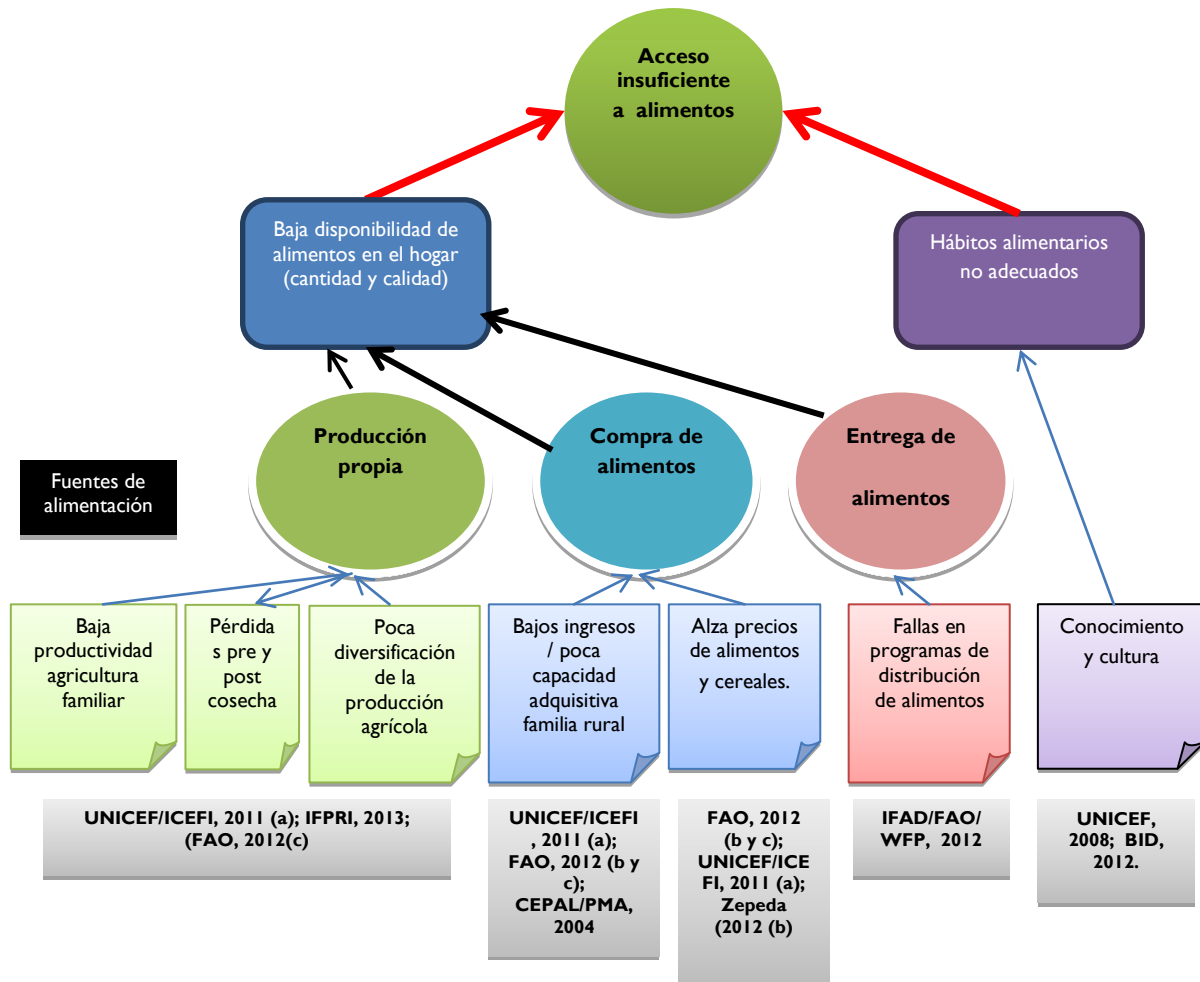 Acceso
insuficiente
a alimentos
Baja disponibilidad de
alimentos en el hogar
(cantidad y calidad)
Hábitos alimentarios
no adecuados
Fuentes de
alimentación
Producción
propia
Compra de
alimentos
Entrega de
alimentos
Baja
productividad
agricultura
familiar
Pérdida
s pre y
post
cosecha
Poca
diversificación
de la
producción
agrícola
Bajos ingresos
/ poca
capacidad
adquisitiva
familia rural
Alza precios
de alimentos
y cereales.
Fallas en
programas de
distribución
de alimentos
Conocimiento
y cultura
UNICEF/ICEFI, 2011 (a); IFPRI, 2013;
(FAO, 2012(c)
UNICEF/ICEFI
, 2011 (a);
FAO, 2012 (b y
c);
CEPAL/PMA,
2004
FAO, 2012
(b y c);
UNICEF/ICE
FI, 2011 (a);
Zepeda
(2012 (b)
IFAD/FAO/
WFP, 2012
UNICEF,
2008; BID,
2012.